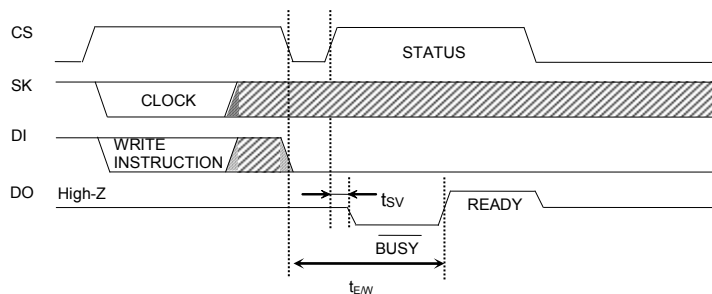 CS
STATUS
SK
CLOCK
DI
WRITE
INSTRUCTION
DO High-Z
tSV
READY
BUSY
tE/W